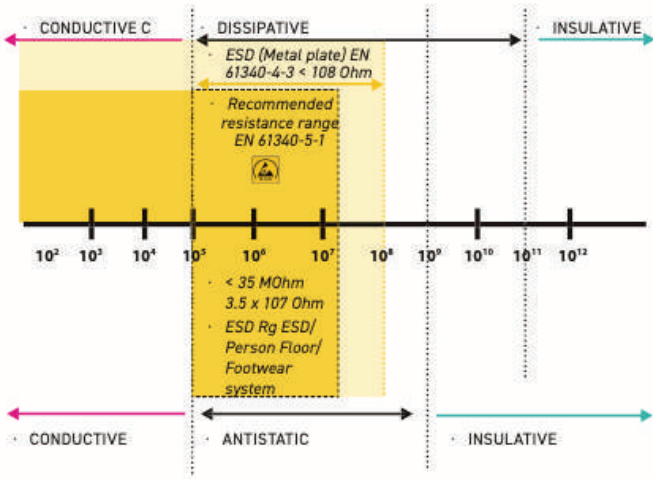 · CONDUCTIVE C
· DISSIPATIVE
· INSULATIVE
· ESD (Metal plate) EN
61340-4-3 < 108 Ohm
· Recommended
resistance range
EN 61340-5-1
10² 10³ 10⁴ 10⁵ 10⁶ 10⁷ 10⁸ 10⁹ 10¹⁰ 10¹¹ 10¹²
· < 35 MOhm
3.5 x 107 Ohm
· ESD Rg ESD/
Person Floor/
Footwear
system
· CONDUCTIVE
· ANTISTATIC
· INSULATIVE